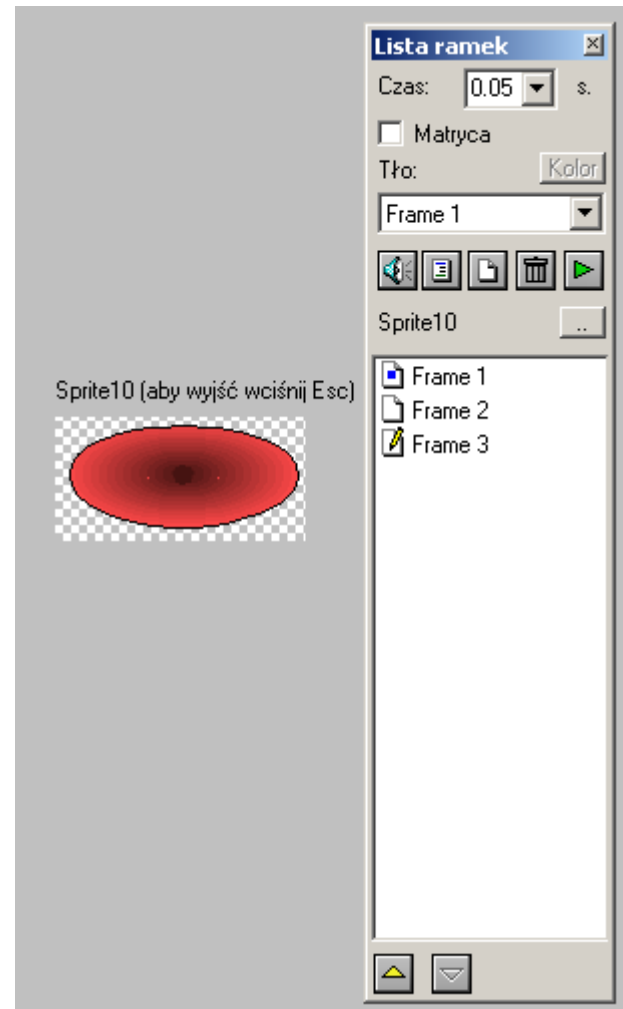 Lista ramek
Czas: 0.05 s.
Matryca
Tło: Kolor
Frame 1
Sprite10 ..
Frame 1
Frame 2
Frame 3
Sprite10 (aby wyjść wciśnij Esc)